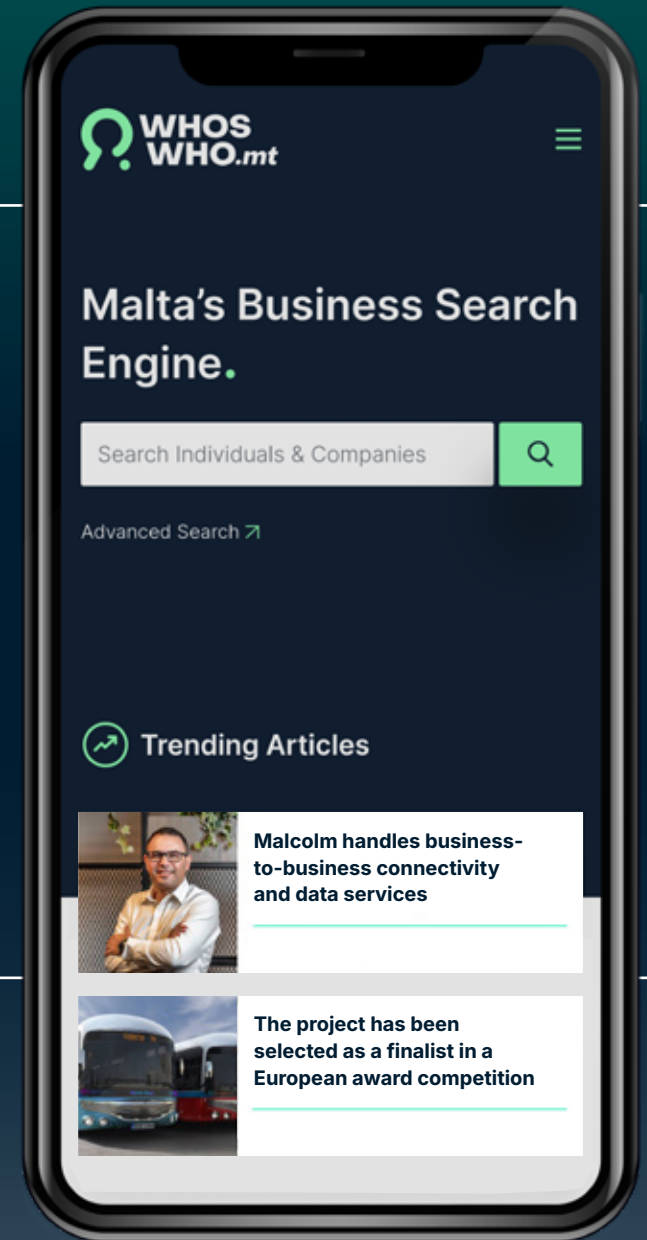 WHOS
WHO.mt
Malta's Business Search
Engine.
Search Individuals & Companies
Advanced Search
Trending Articles
Malcolm handles business-
to-business connectivity
and data services
The project has been
selected as a finalist in a
European award competition